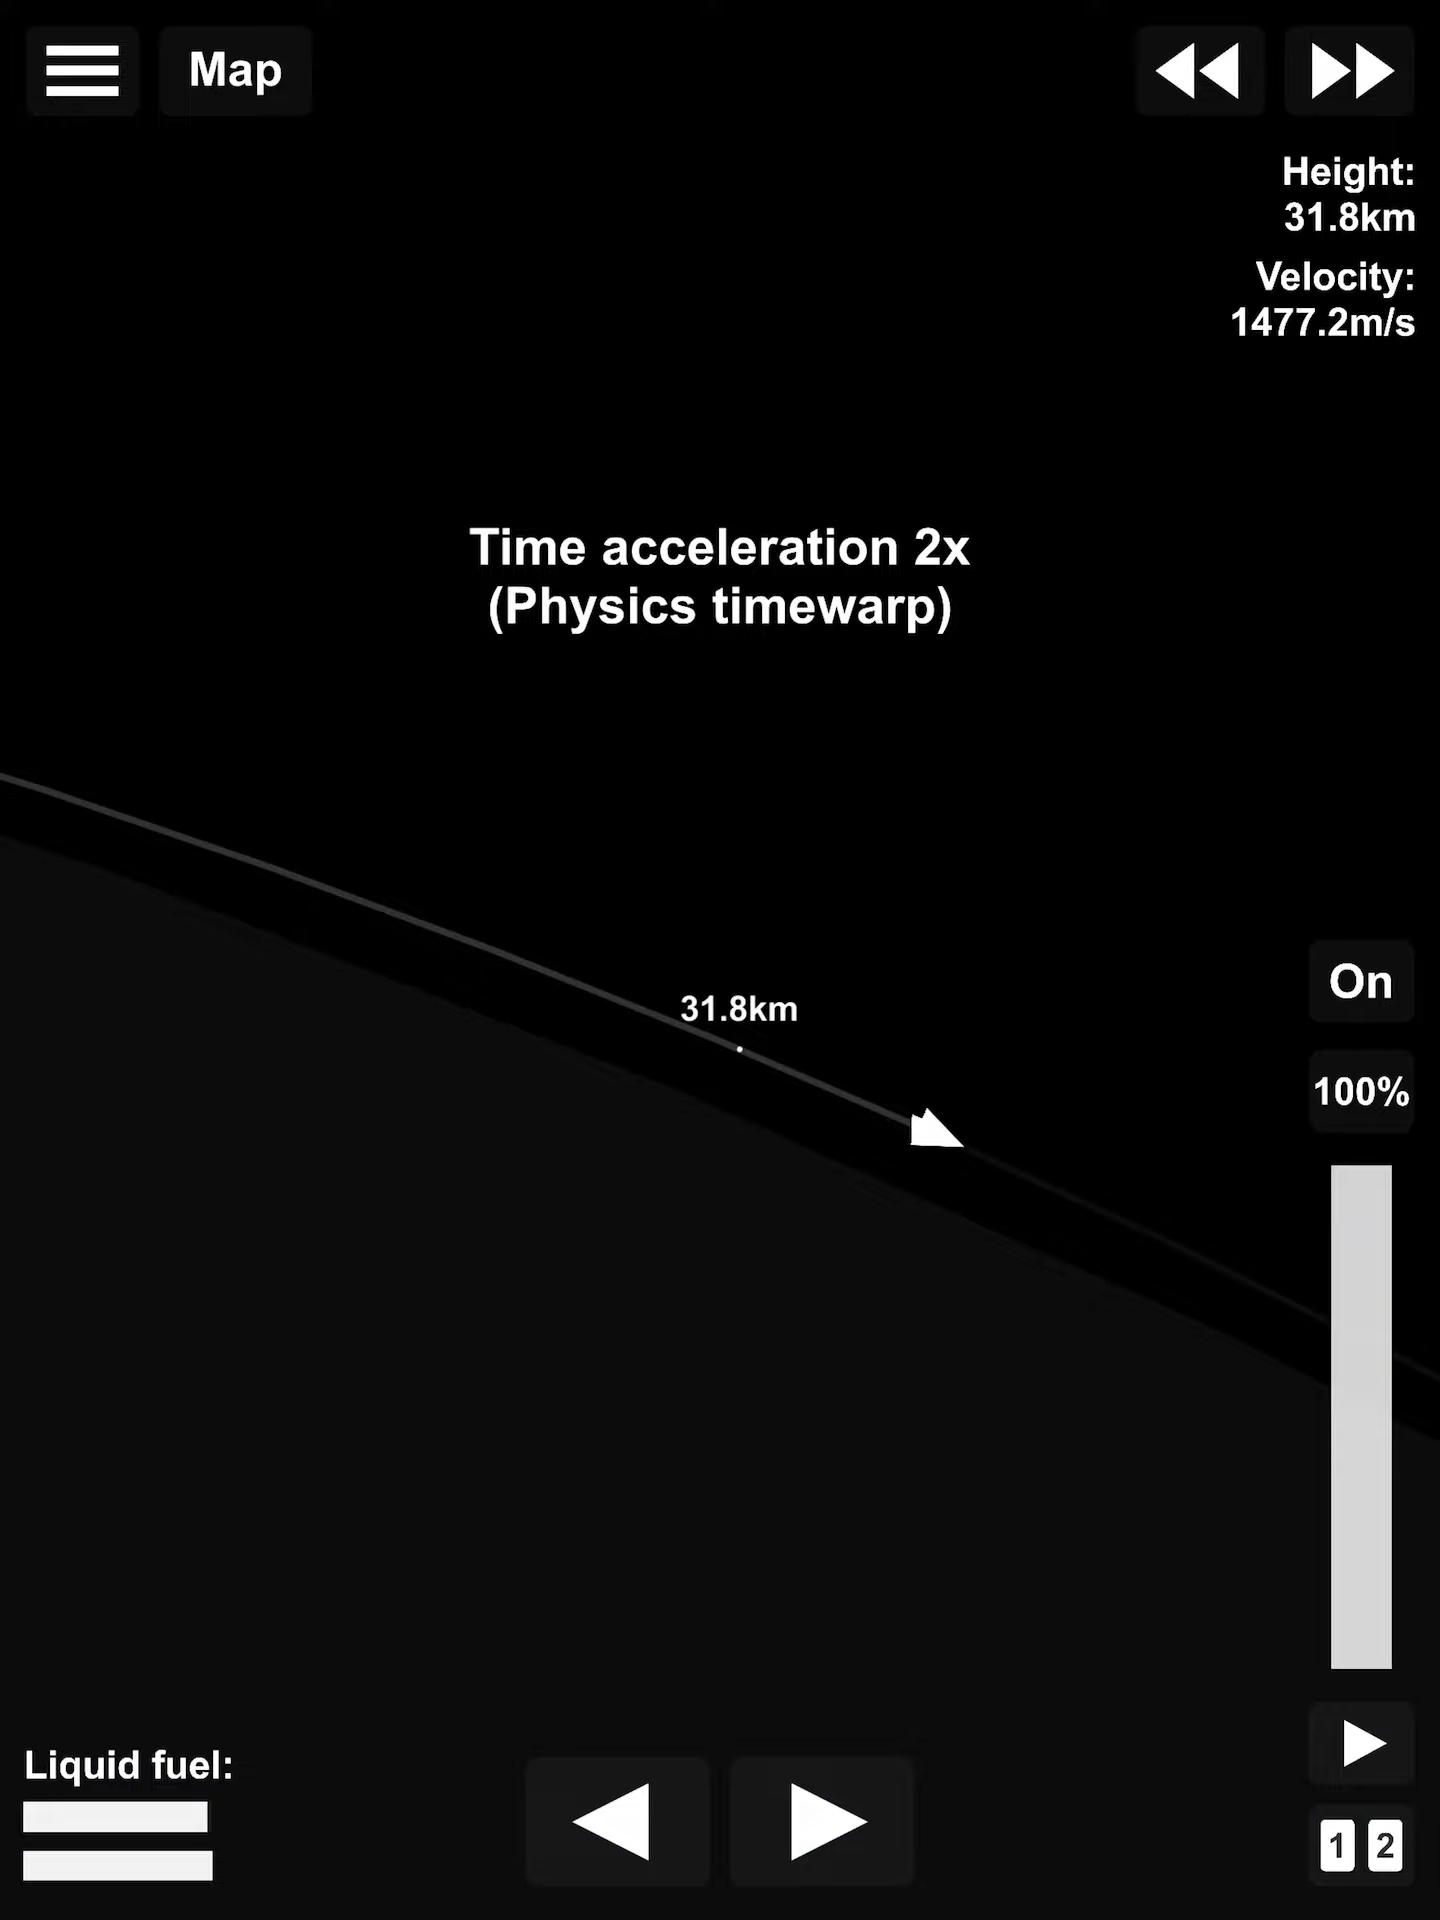 Map
Height:
31.8km
Velocity:
1477.2m/s
Time acceleration 2x
(Physics timewarp)
31.8km
On
100%
Liquid fuel:
1 2